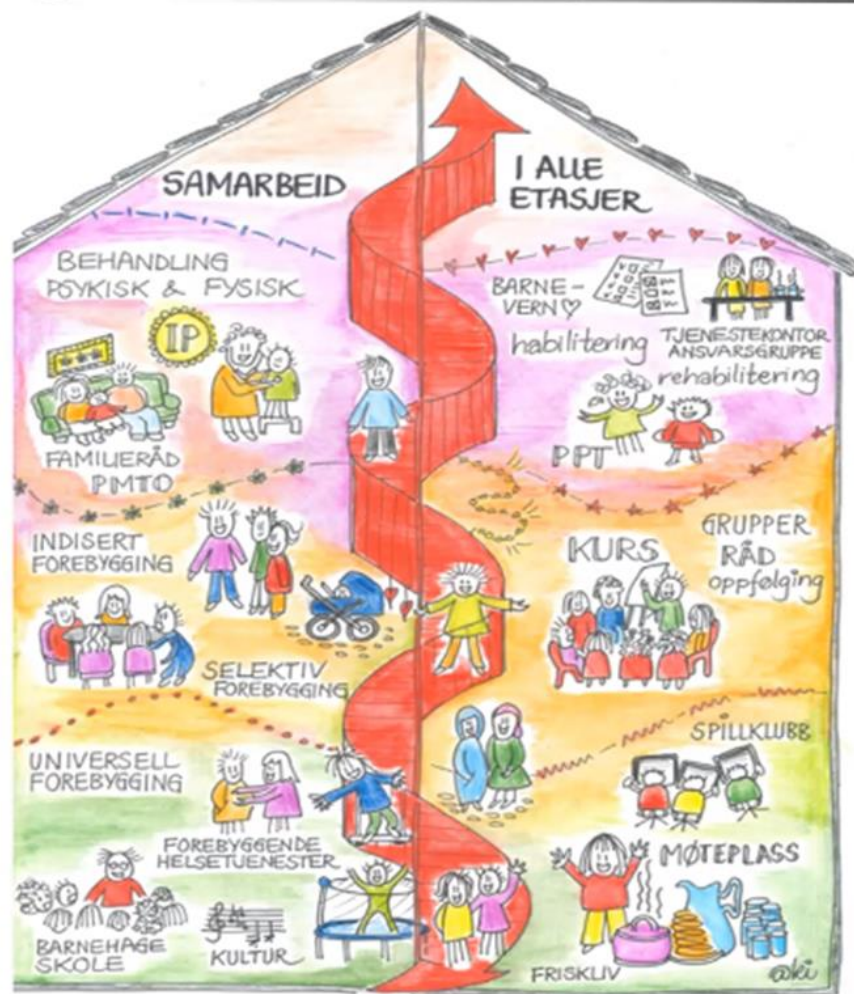 SAMARBEID
I ALLE
ETASJER
BEHANDLING
PSYKISK & FYSISK
IP
FAMILIERÅD
PMTO
BARNE-
VERN♡
habilitering
TJENESTEKONTOR
ANSVARSGRUPPE
rehabilitering
PPT
INDISERT
FOREBYGGING
SELEKTIV
FOREBYGGING
KURS
GRUPPER
RÅD
oppfølging
UNIVERSELL
FOREBYGGING
FOREBYGGENDE
HELSETJENESTER
BARNEHAGE
SKOLE
KULTUR
SPILLKLUBB
MØTEPLASS
FRISKLIV
@ki